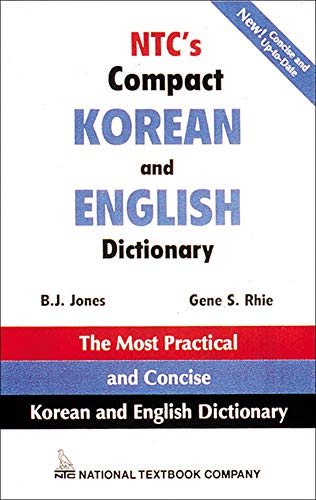 New! Concise and
Up-to-Date
NTC's
Compact
KOREAN
and
ENGLISH
Dictionary
B.J. Jones
Gene S. Rhie
The Most Practical
and Concise
Korean and English Dictionary
NTC NATIONAL TEXTBOOK COMPANY